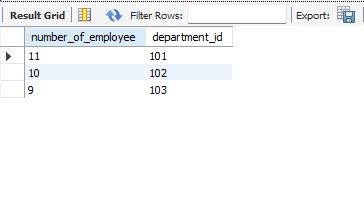 Result Grid Filter Rows: Export:
number_of_employee department_id
11 101
10 102
9 103